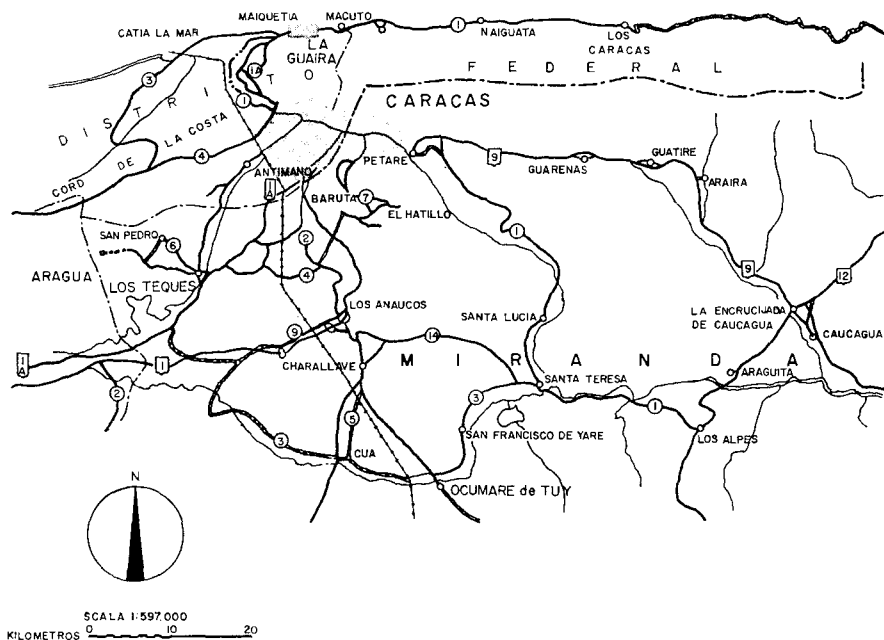 MAIQUETIA
MACUTO
CATIA LA MAR
LA
GUAIRA
1
NAIGUATA
LOS
CARACAS
3
1A
O
F E D E R A L
1
T
D I S T R I
CARACAS
CORD DE LA COSTA
4
PETARE
9
GUATIRE
GUARENAS
ANTIMANO
ARAIRA
1A
BARUTA
7
EL HATILLO
SAN PEDRO
6
2
1
ARAGUA
LOS TEQUES
4
9
12
LOS ANAUCOS
SANTA LUCIA
LA ENCRUCIJADA
DE CAUCAGUA
9
14
CAUCAGUA
1A
1
CHARALLAVE
M I R A N D A
ARAGUITA
2
SANTA TERESA
3
5
1
3
SAN FRANCISCO DE YARE
LOS ALPES
CUA
N
OCUMARE de TUY
SCALA 1:597.000
KILOMETROS 0 10 20